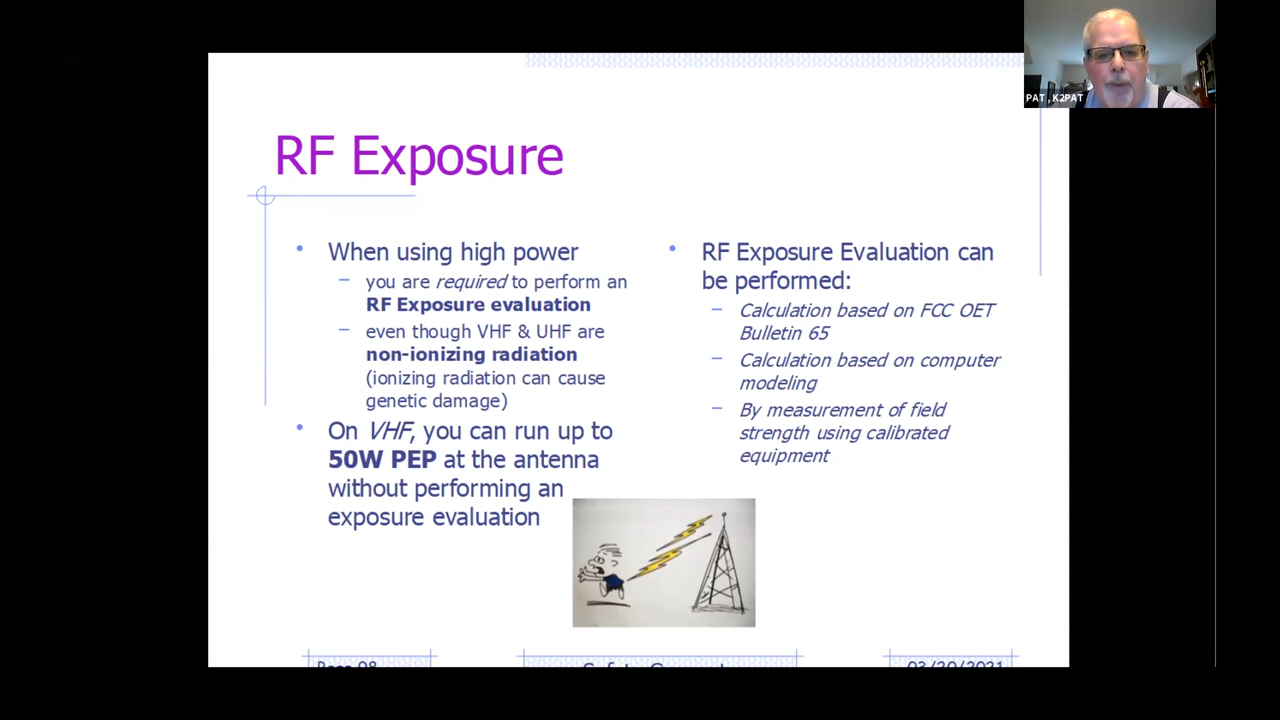 PAT, K2PAT
RF Exposure
When using high power
– you are required to perform an
RF Exposure evaluation
– even though VHF & UHF are
non-ionizing radiation
(ionizing radiation can cause
genetic damage)
On VHF, you can run up to
50W PEP at the antenna
without performing an
exposure evaluation
RF Exposure Evaluation can
be performed:
– Calculation based on FCC OET
Bulletin 65
– Calculation based on computer
modeling
– By measurement of field
strength using calibrated
equipment
03/20/2021